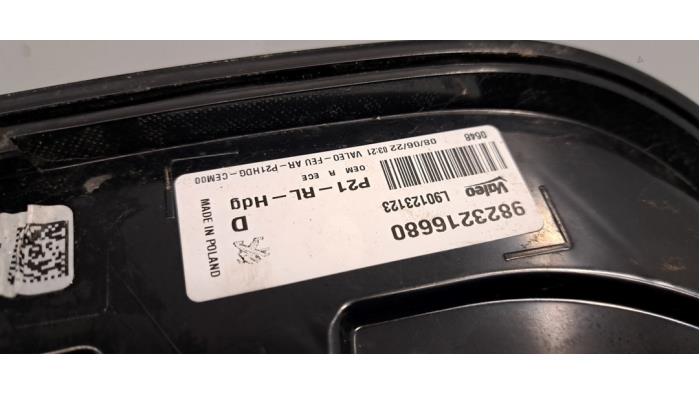 9823216680
Valeo L90123123
P21-RL-Hdg D
OEM R ECE
08/06/22 03:21 VALEO-FEU AR-P21HDG-CEM00
0648
MADE IN POLAND